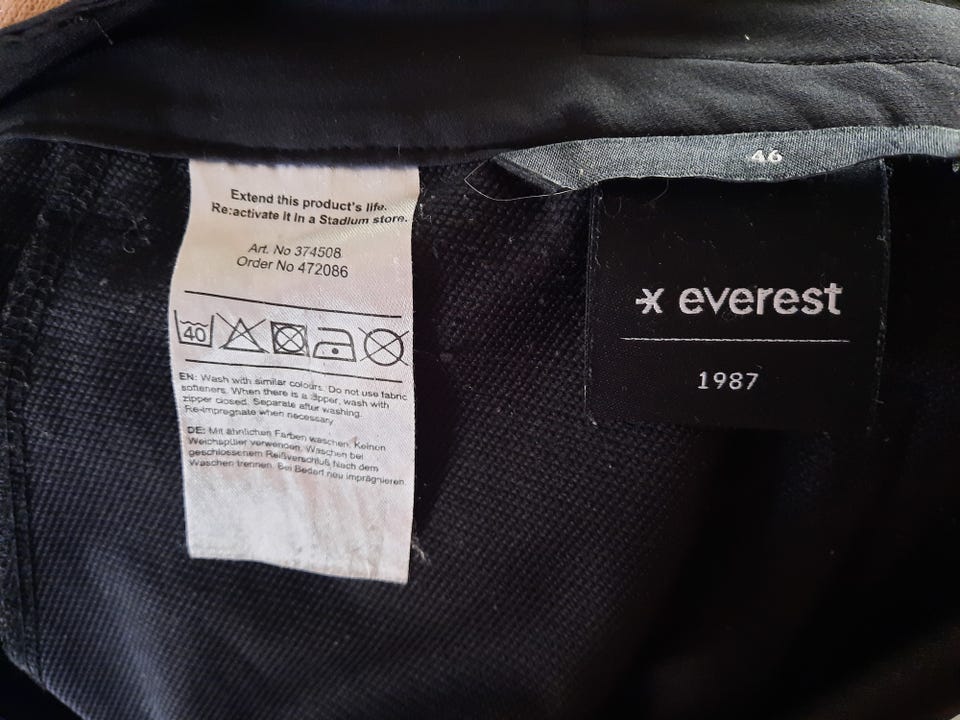 Extend this product's life.
Re:activate it in a Stadium store.
Art. No 374508
Order No 472086
40
EN: Wash with similar colours. Do not use fabric
softeners. When there is a zipper, wash with
zipper closed. Separate after washing.
Re-impregnate when necessary
DE: Mit ähnlichen Farben waschen. Keinen
Weichspüler verwenden. Waschen bei
geschlossenem Reißverschluß Nach dem
Waschen trennen. Bei Bedarf neu imprägnieren.
46
everest
1987